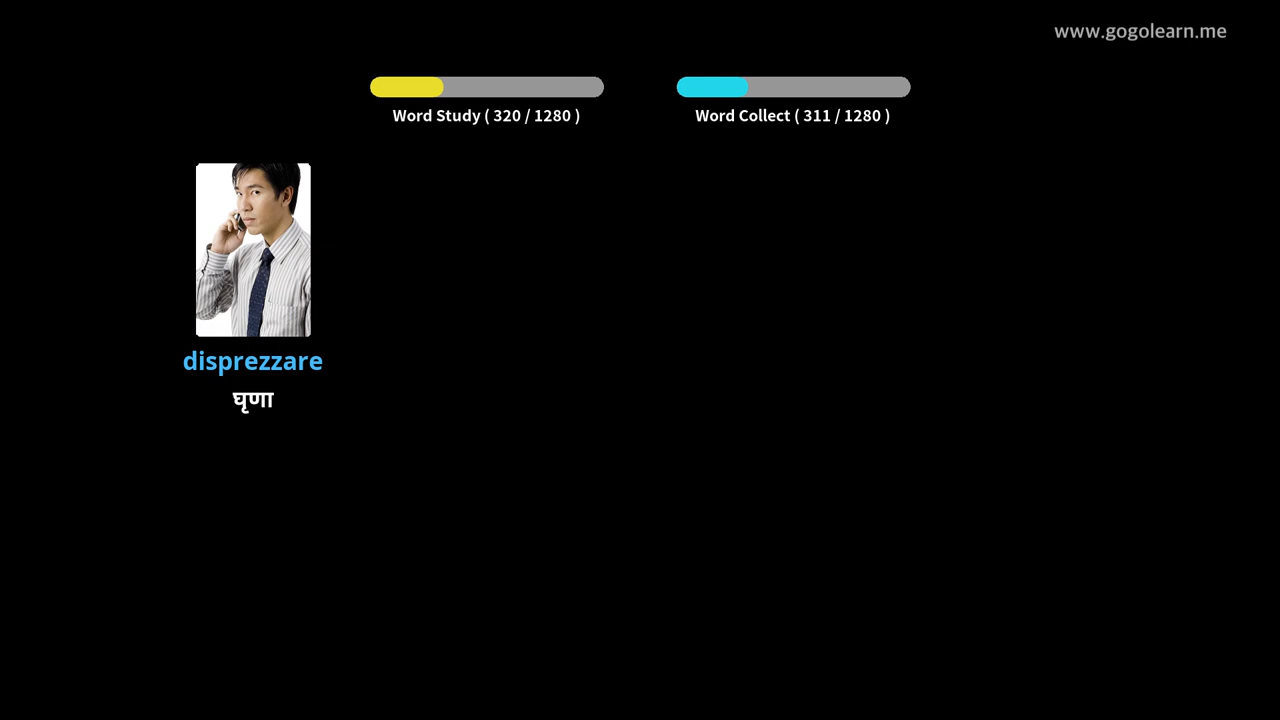 www.gogolearn.me
Word Study ( 320 / 1280 )
Word Collect ( 311 / 1280 )
disprezzare
घृणा